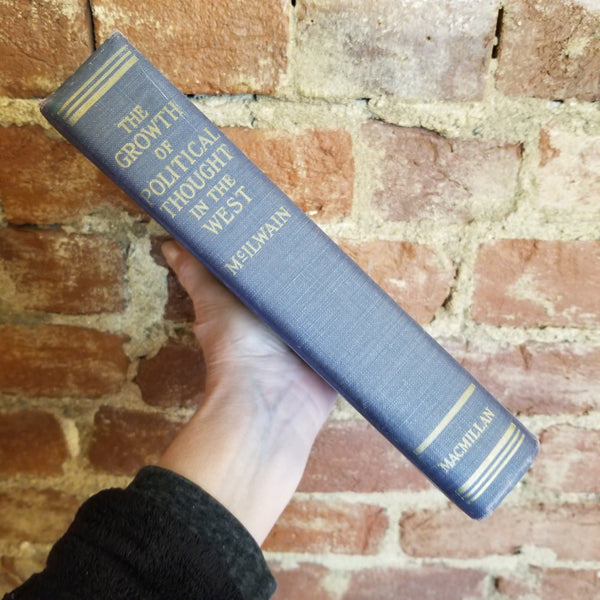 THE
GROWTH
OF
POLITICAL
THOUGHT
IN THE
WEST
McILWAIN
MACMILLAN